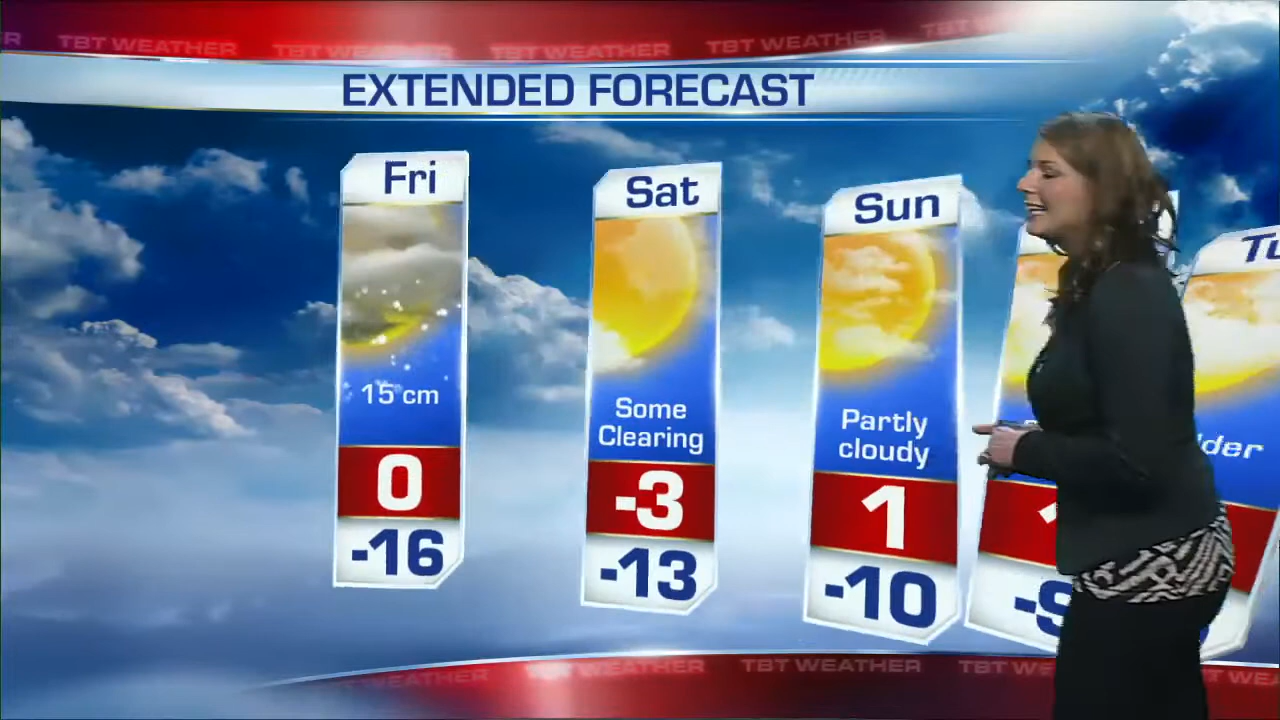 TBT WEATHER TBT WEATHER TBT WEATHER TBT WEATHER
EXTENDED FORECAST
Fri
15 cm
0
-16
Sat
Some
Clearing
-3
-13
Sun
Partly
cloudy
1
-10
TBT WEATHER TBT WEATHER